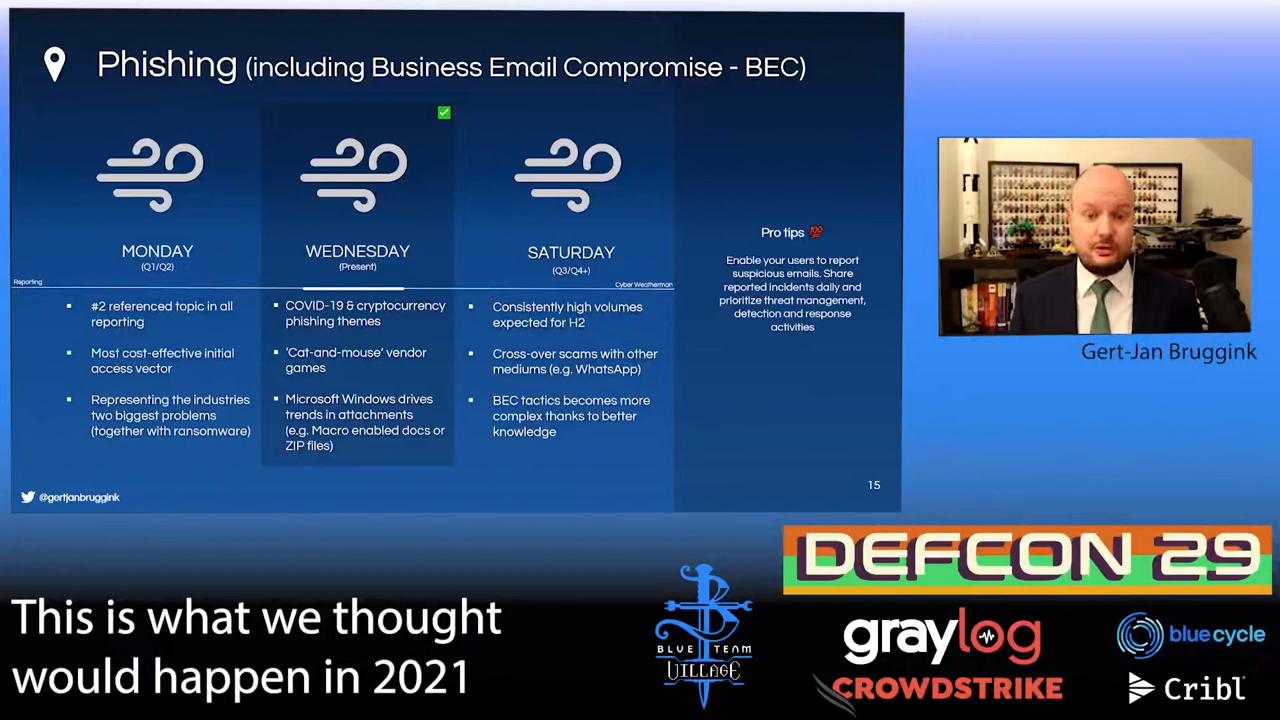 Phishing (including Business Email Compromise - BEC)
MONDAY
(Q1/Q2)
WEDNESDAY
(Present)
SATURDAY
(Q3/Q4+)
Reporting
Cyber Weatherman
▪ #2 referenced topic in all
reporting
▪ Most cost-effective initial
access vector
▪ Representing the industries
two biggest problems
(together with ransomware)
▪ COVID-19 & cryptocurrency
phishing themes
▪ 'Cat-and-mouse' vendor
games
▪ Microsoft Windows drives
trends in attachments
(e.g. Macro enabled docs or
ZIP files)
▪ Consistently high volumes
expected for H2
▪ Cross-over scams with other
mediums (e.g. WhatsApp)
▪ BEC tactics becomes more
complex thanks to better
knowledge
Pro tips 💯
Enable your users to report
suspicious emails. Share
reported incidents daily and
prioritize threat management,
detection and response
activities
@gertjanbruggink
15
Gert-Jan Bruggink
This is what we thought
would happen in 2021
BLUE TEAM
VILLAGE
DEFCON 29
graylog
blue cycle
CROWDSTRIKE
Cribl